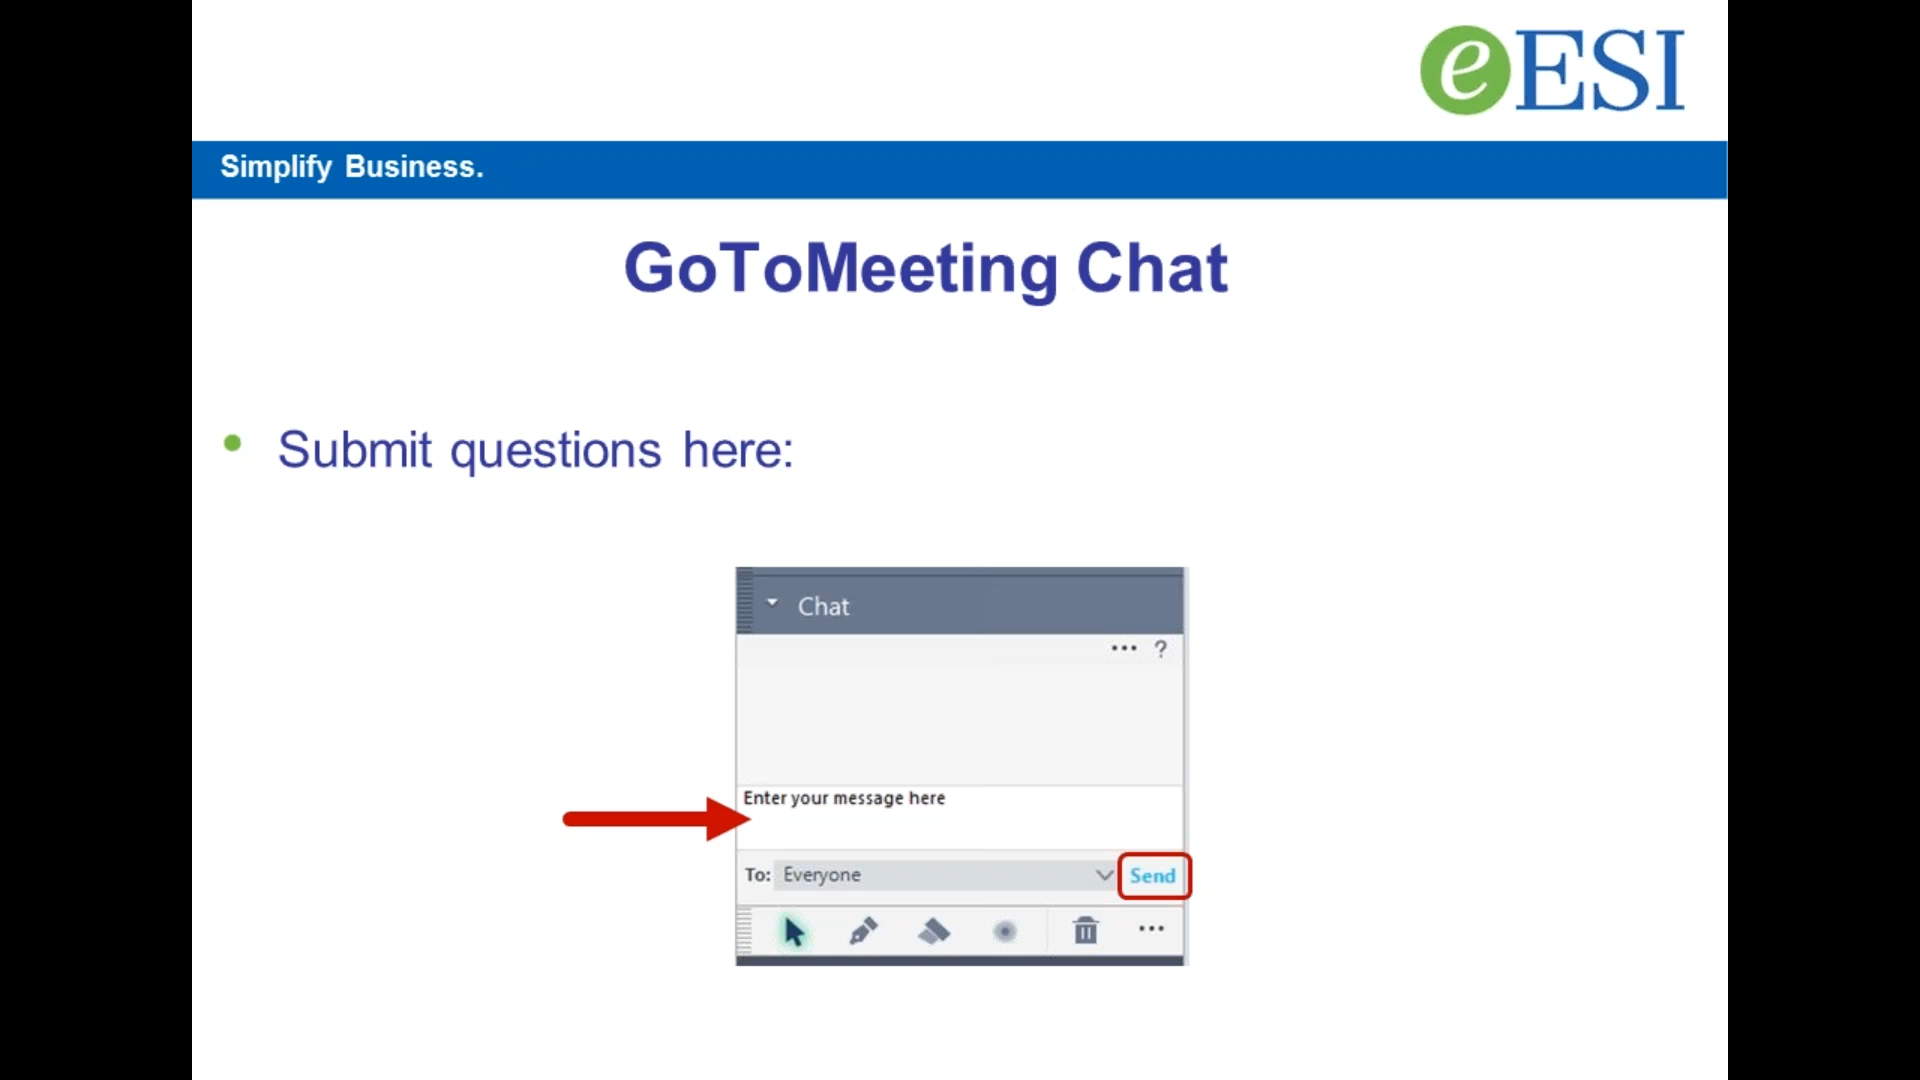 eESI
Simplify Business.
GoToMeeting Chat
• Submit questions here:
Chat
... ?
Enter your message here
To: Everyone Send
...